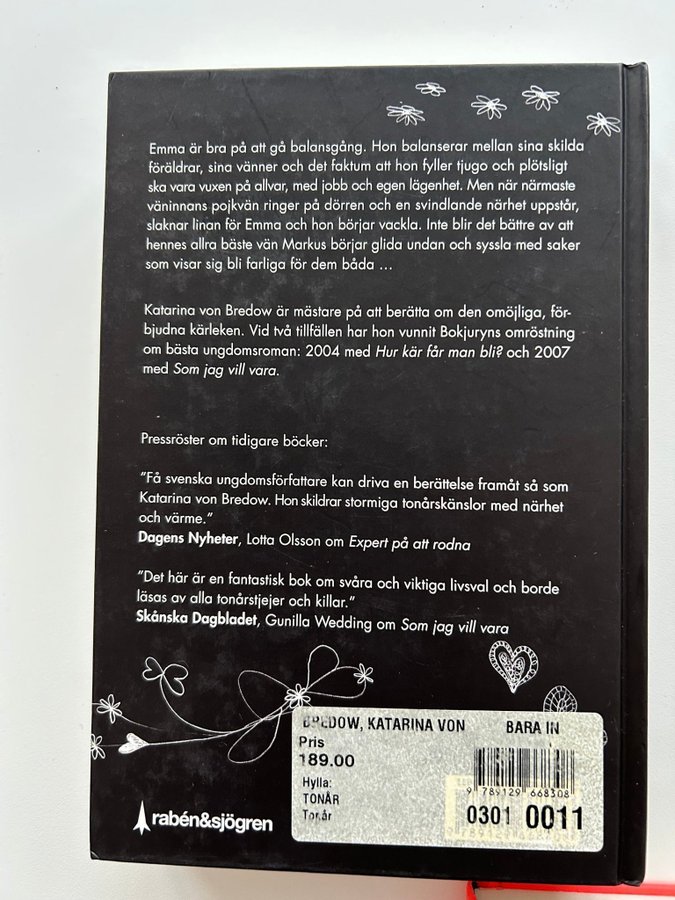 Emma är bra på att gå balansgång. Hon balanserar mellan sina skilda
föräldrar, sina vänner och det faktum att hon fyller tjugo och plötsligt
ska vara vuxen på allvar, med jobb och egen lägenhet. Men när närmaste
väninnans pojkvän ringer på dörren och en svindlande närhet uppstår,
slaknar linan för Emma och hon börjar vackla. Inte blir det bättre av att
hennes allra bäste vän Markus börjar glida undan och syssla med saker
som visar sig bli farliga för dem båda …
Katarina von Bredow är mästare på att berätta om den omöjliga, för-
bjudna kärleken. Vid två tillfällen har hon vunnit Bokjuryns omröstning
om bästa ungdomsroman: 2004 med Hur kär får man bli? och 2007
med Som jag vill vara.
Pressröster om tidigare böcker:
”Få svenska ungdomsförfattare kan driva en berättelse framåt så som
Katarina von Bredow. Hon skildrar stormiga tonårskänslor med närhet
och värme.”
Dagens Nyheter, Lotta Olsson om Expert på att rodna
”Det här är en fantastisk bok om svåra och viktiga livsval och borde
läsas av alla tonårstjejer och killar.”
Skånska Dagbladet, Gunilla Wedding om Som jag vill vara
BREDOW, KATARINA VON BARA IN
Pris
189.00
Hylla:
TONÅR
Tonår
9 789129 668308
0301 0011
rabén&sjögren